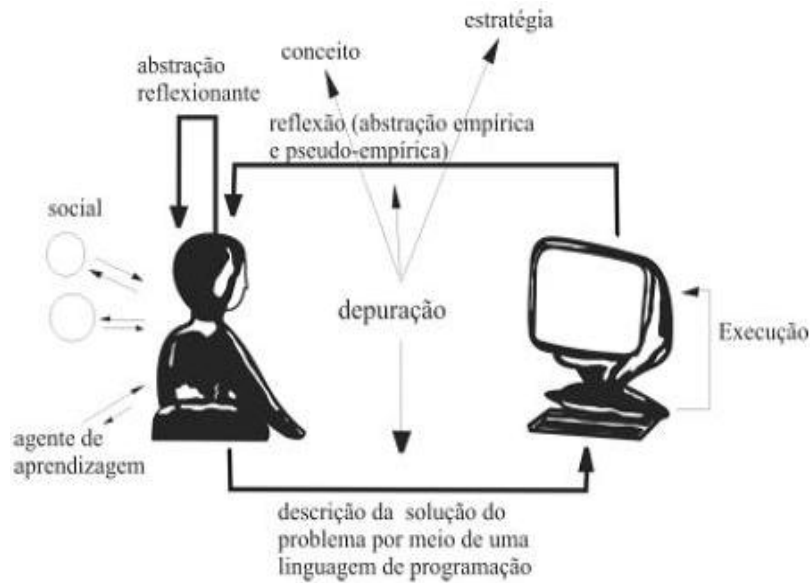 estratégia
conceito
abstração
reflexionante
reflexão (abstração empírica
e pseudo-empírica)
social
depuração
Execução
agente de
aprendizagem
descrição da solução do
problema por meio de uma
linguagem de programação